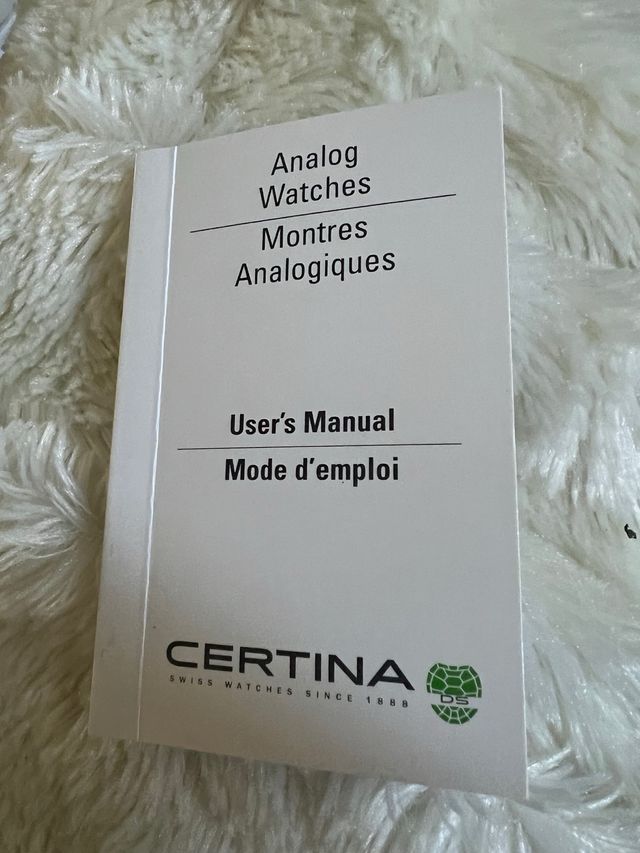 Analog
Watches
Montres
Analogiques
User's Manual
Mode d'emploi
CERTINA
SWISS WATCHES SINCE 1888
DS